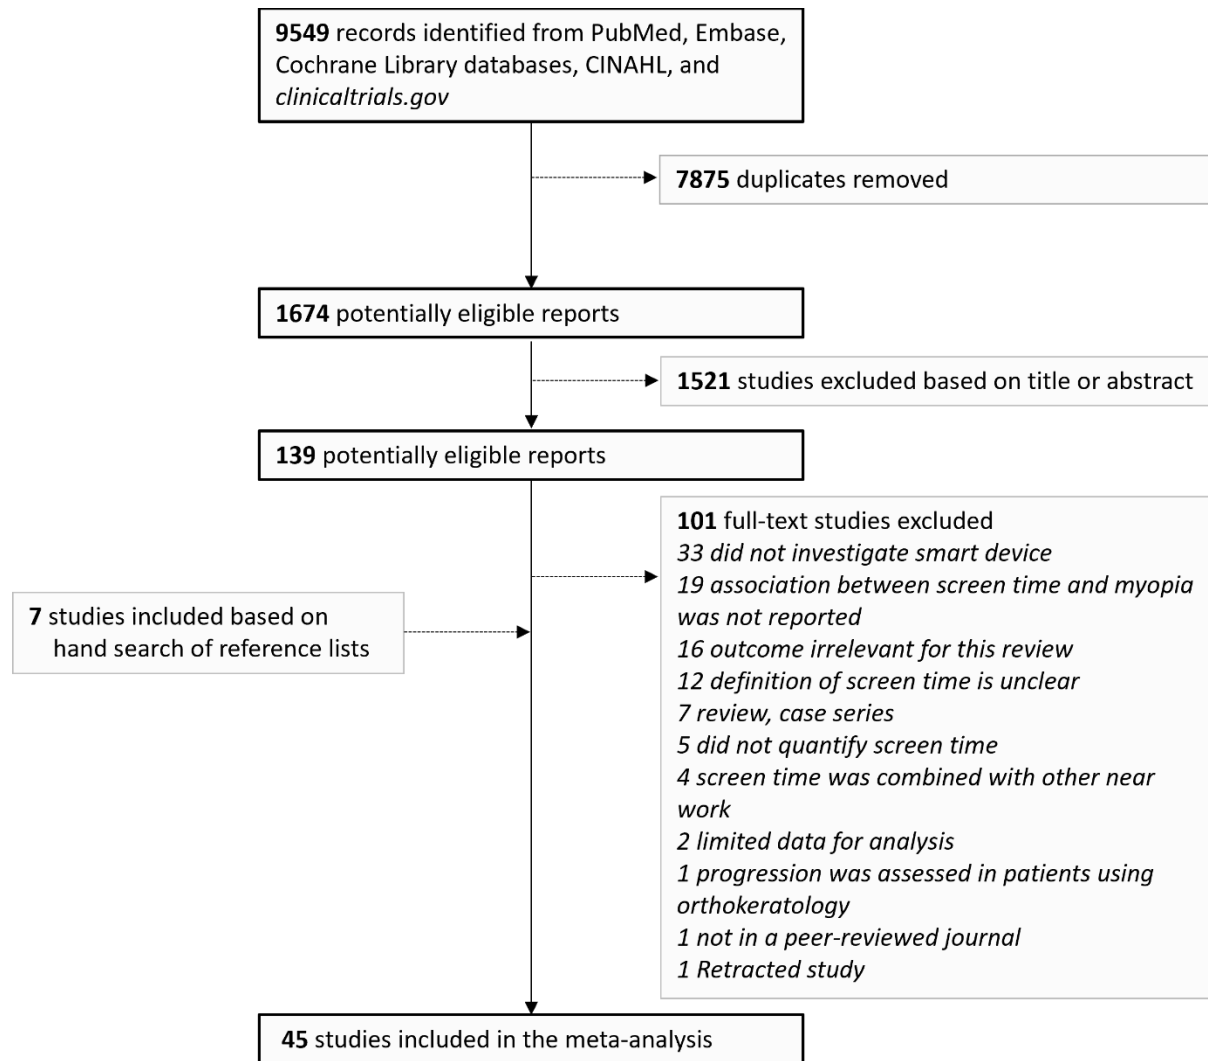 9549 records identified from PubMed, Embase,
Cochrane Library databases, CINAHL, and
clinicaltrials.gov
7875 duplicates removed
1674 potentially eligible reports
1521 studies excluded based on title or abstract
139 potentially eligible reports
101 full-text studies excluded
33 did not investigate smart device
19 association between screen time and myopia
was not reported
16 outcome irrelevant for this review
12 definition of screen time is unclear
7 review, case series
5 did not quantify screen time
4 screen time was combined with other near
work
2 limited data for analysis
1 progression was assessed in patients using
orthokeratology
1 not in a peer-reviewed journal
1 Retracted study
7 studies included based on
hand search of reference lists
45 studies included in the meta-analysis